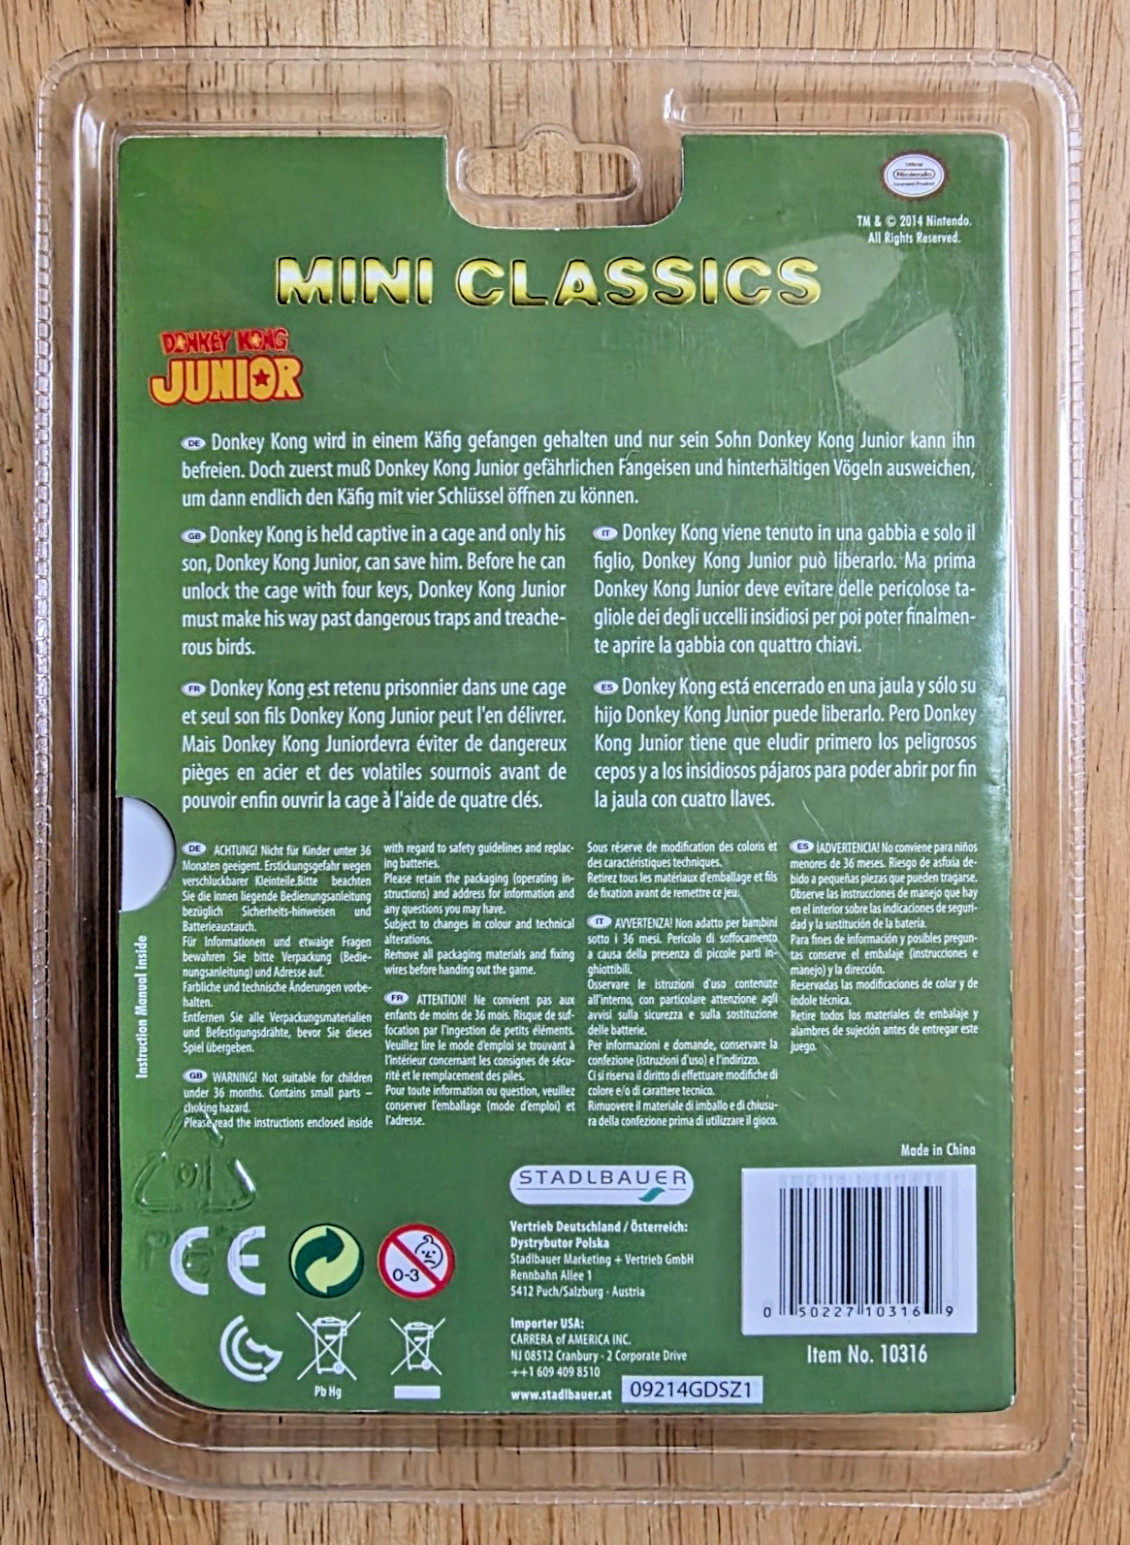 Official
Nintendo
Licensed Product
TM & © 2014 Nintendo.
All Rights Reserved.
MINI CLASSICS
DONKEY KONG
JUNIOR
DE Donkey Kong wird in einem Käfig gefangen gehalten und nur sein Sohn Donkey Kong Junior kann ihn
befreien. Doch zuerst muß Donkey Kong Junior gefährlichen Fangeisen und hinterhältigen Vögeln ausweichen,
um dann endlich den Käfig mit vier Schlüssel öffnen zu können.
GB Donkey Kong is held captive in a cage and only his
son, Donkey Kong Junior, can save him. Before he can
unlock the cage with four keys, Donkey Kong Junior
must make his way past dangerous traps and treache-
rous birds.
IT Donkey Kong viene tenuto in una gabbia e solo il
figlio, Donkey Kong Junior può liberarlo. Ma prima
Donkey Kong Junior deve evitare delle pericolose ta-
gliole dei degli uccelli insidiosi per poi poter finalmen-
te aprire la gabbia con quattro chiavi.
FR Donkey Kong est retenu prisonnier dans une cage
et seul son fils Donkey Kong Junior peut l'en délivrer.
Mais Donkey Kong Juniordevra éviter de dangereux
pièges en acier et des volatiles sournois avant de
pouvoir enfin ouvrir la cage à l'aide de quatre clés.
ES Donkey Kong está encerrado en una jaula y sólo su
hijo Donkey Kong Junior puede liberarlo. Pero Donkey
Kong Junior tiene que eludir primero los peligrosos
cepos y a los insidiosos pájaros para poder abrir por fin
la jaula con cuatro llaves.
Instruction Manual inside
DE ACHTUNG! Nicht für Kinder unter 36
Monaten geeigent. Erstickungsgefahr wegen
verschluckbarer Kleinteile.Bitte beachten
Sie die innen liegende Bedienungsanleitung
bezüglich Sicherheits-hinweisen und
Batterieaustauch.
Für Informationen und etwaige Fragen
bewahren Sie bitte Verpackung (Bedie-
nungsanleitung) und Adresse auf.
Farbliche und technische Änderungen vorbe-
halten.
Entfernen Sie alle Verpackungsmaterialien
und Befestigungsdrähte, bevor Sie dieses
Spiel übergeben.
GB WARNING! Not suitable for children
under 36 months. Contains small parts –
choking hazard.
Please read the instructions enclosed inside
with regard to safety guidelines and replac-
ing batteries.
Please retain the packaging (operating in-
structions) and address for information and
any questions you may have.
Subject to changes in colour and technical
alterations.
Remove all packaging materials and fixing
wires before handing out the game.
FR ATTENTION! Ne convient pas aux
enfants de moins de 36 mois. Risque de suf-
focation par l'ingestion de petits éléments.
Veuillez lire le mode d'emploi se trouvant à
l'intérieur concernant les consignes de sécu-
rité et le remplacement des piles.
Pour toute information ou question, veuillez
conserver l'emballage (mode d'emploi) et
l'adresse.
Sous réserve de modification des coloris et
des caractéristiques techniques.
Retirez tous les matériaux d'emballage et fils
de fixation avant de remettre ce jeu.
IT AVVERTENZA! Non adatto per bambini
sotto i 36 mesi. Pericolo di soffocamento
a causa della presenza di piccole parti in-
ghiottibili.
Osservare le istruzioni d'uso contenute
all'interno, con particolare attenzione agli
avvisi sulla sicurezza e sulla sostituzione
delle batterie.
Per informazioni e domande, conservare la
confezione (istruzioni d'uso) e l'indirizzo.
Ci si riserva il diritto di effettuare modifiche di
colore e/o di carattere tecnico.
Rimuovere il materiale di imballo e di chiusu-
ra della confezione prima di utilizzare il gioco.
ES ¡ADVERTENCIA! No conviene para niños
menores de 36 meses. Riesgo de asfixia de-
bido a pequeñas piezas que pueden tragarse.
Observe las instrucciones de manejo que hay
en el interior sobre las indicaciones de seguri-
dad y la sustitución de la batería.
Para fines de información y posibles pregun-
tas conserve el embalaje (instrucciones e
manejo) y la dirección.
Reservadas las modificaciones de color y de
índole técnica.
Retire todos los materiales de embalaje y
alambres de sujeción antes de entregar este
juego.
Made in China
CE
0-3
Pb Hg
STADLBAUER
Vertrieb Deutschland / Österreich:
Dystrybutor Polska
Stadlbauer Marketing + Vertrieb GmbH
Rennbahn Allee 1
5412 Puch/Salzburg - Austria
Importer USA:
CARRERA of AMERICA INC.
NJ 08512 Cranbury - 2 Corporate Drive
++1 609 409 8510
www.stadlbauer.at
09214GDSZ1
0 50227 10316 9
Item No. 10316